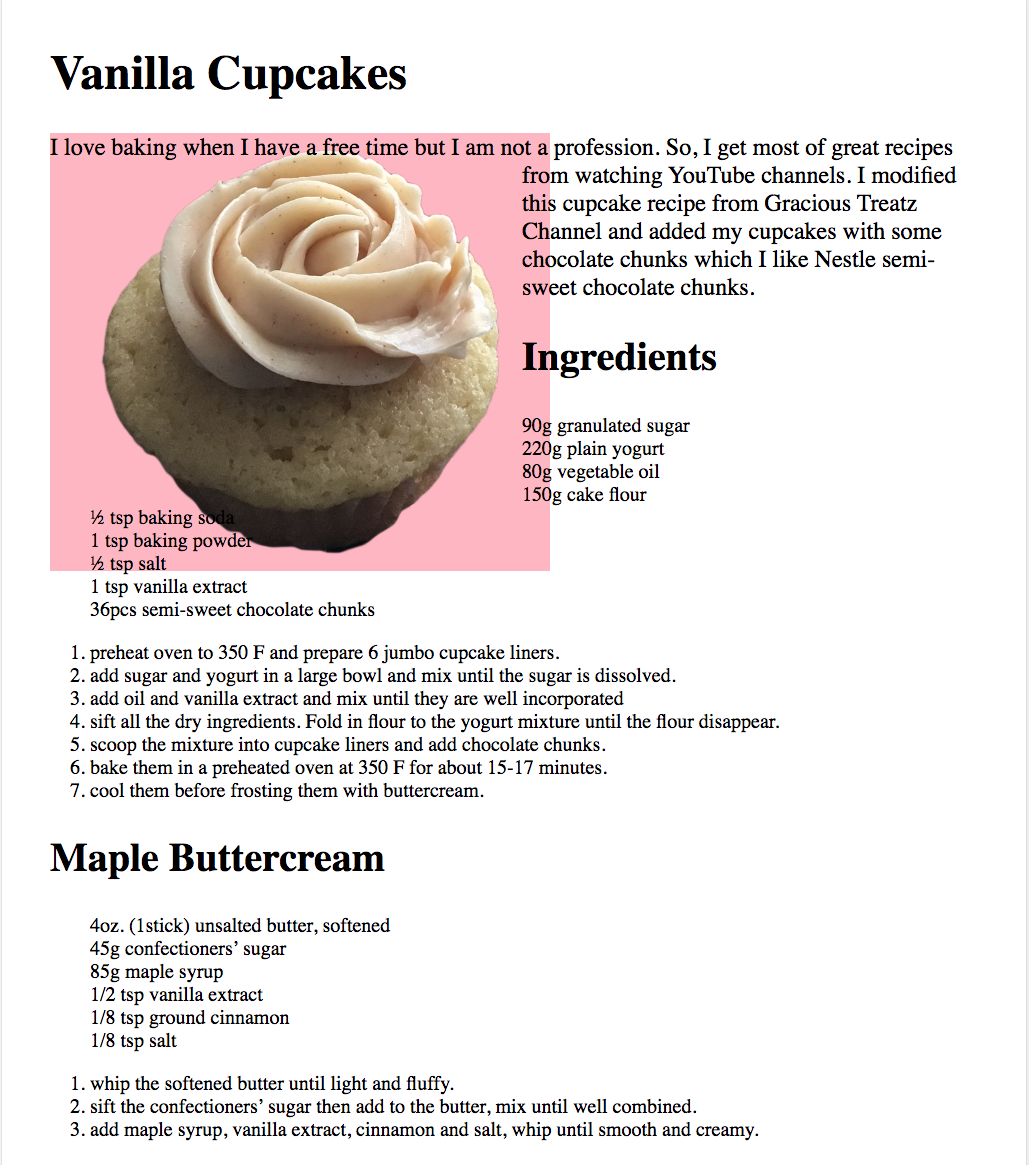 Vanilla Cupcakes
I love baking when I have a free time but I am not a profession. So, I get most of great recipes
from watching YouTube channels. I modified
this cupcake recipe from Gracious Treatz
Channel and added my cupcakes with some
chocolate chunks which I like Nestle semi-
sweet chocolate chunks.
Ingredients
90g granulated sugar
220g plain yogurt
80g vegetable oil
150g cake flour
½ tsp baking soda
1 tsp baking powder
½ tsp salt
1 tsp vanilla extract
36pcs semi-sweet chocolate chunks
1. preheat oven to 350 F and prepare 6 jumbo cupcake liners.
2. add sugar and yogurt in a large bowl and mix until the sugar is dissolved.
3. add oil and vanilla extract and mix until they are well incorporated
4. sift all the dry ingredients. Fold in flour to the yogurt mixture until the flour disappear.
5. scoop the mixture into cupcake liners and add chocolate chunks.
6. bake them in a preheated oven at 350 F for about 15-17 minutes.
7. cool them before frosting them with buttercream.
Maple Buttercream
4oz. (1stick) unsalted butter, softened
45g confectioners’ sugar
85g maple syrup
1/2 tsp vanilla extract
1/8 tsp ground cinnamon
1/8 tsp salt
1. whip the softened butter until light and fluffy.
2. sift the confectioners’ sugar then add to the butter, mix until well combined.
3. add maple syrup, vanilla extract, cinnamon and salt, whip until smooth and creamy.